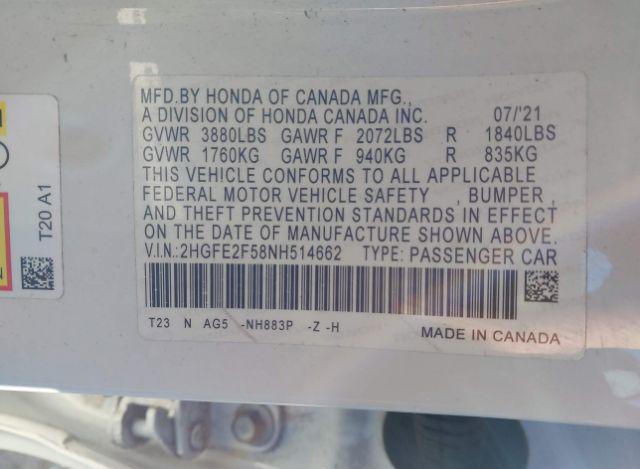 MFD.BY HONDA OF CANADA MFG.,
A DIVISION OF HONDA CANADA INC. 07/'21
GVWR 3880LBS GAWR F 2072LBS R 1840LBS
GVWR 1760KG GAWR F 940KG R 835KG
THIS VEHICLE CONFORMS TO ALL APPLICABLE
FEDERAL MOTOR VEHICLE SAFETY , BUMPER ,
AND THEFT PREVENTION STANDARDS IN EFFECT
ON THE DATE OF MANUFACTURE SHOWN ABOVE.
V.I.N.:2HGFE2F58NH514662 TYPE: PASSENGER CAR
T23 N AG5 -NH883P -Z -H
MADE IN CANADA
T20 A1